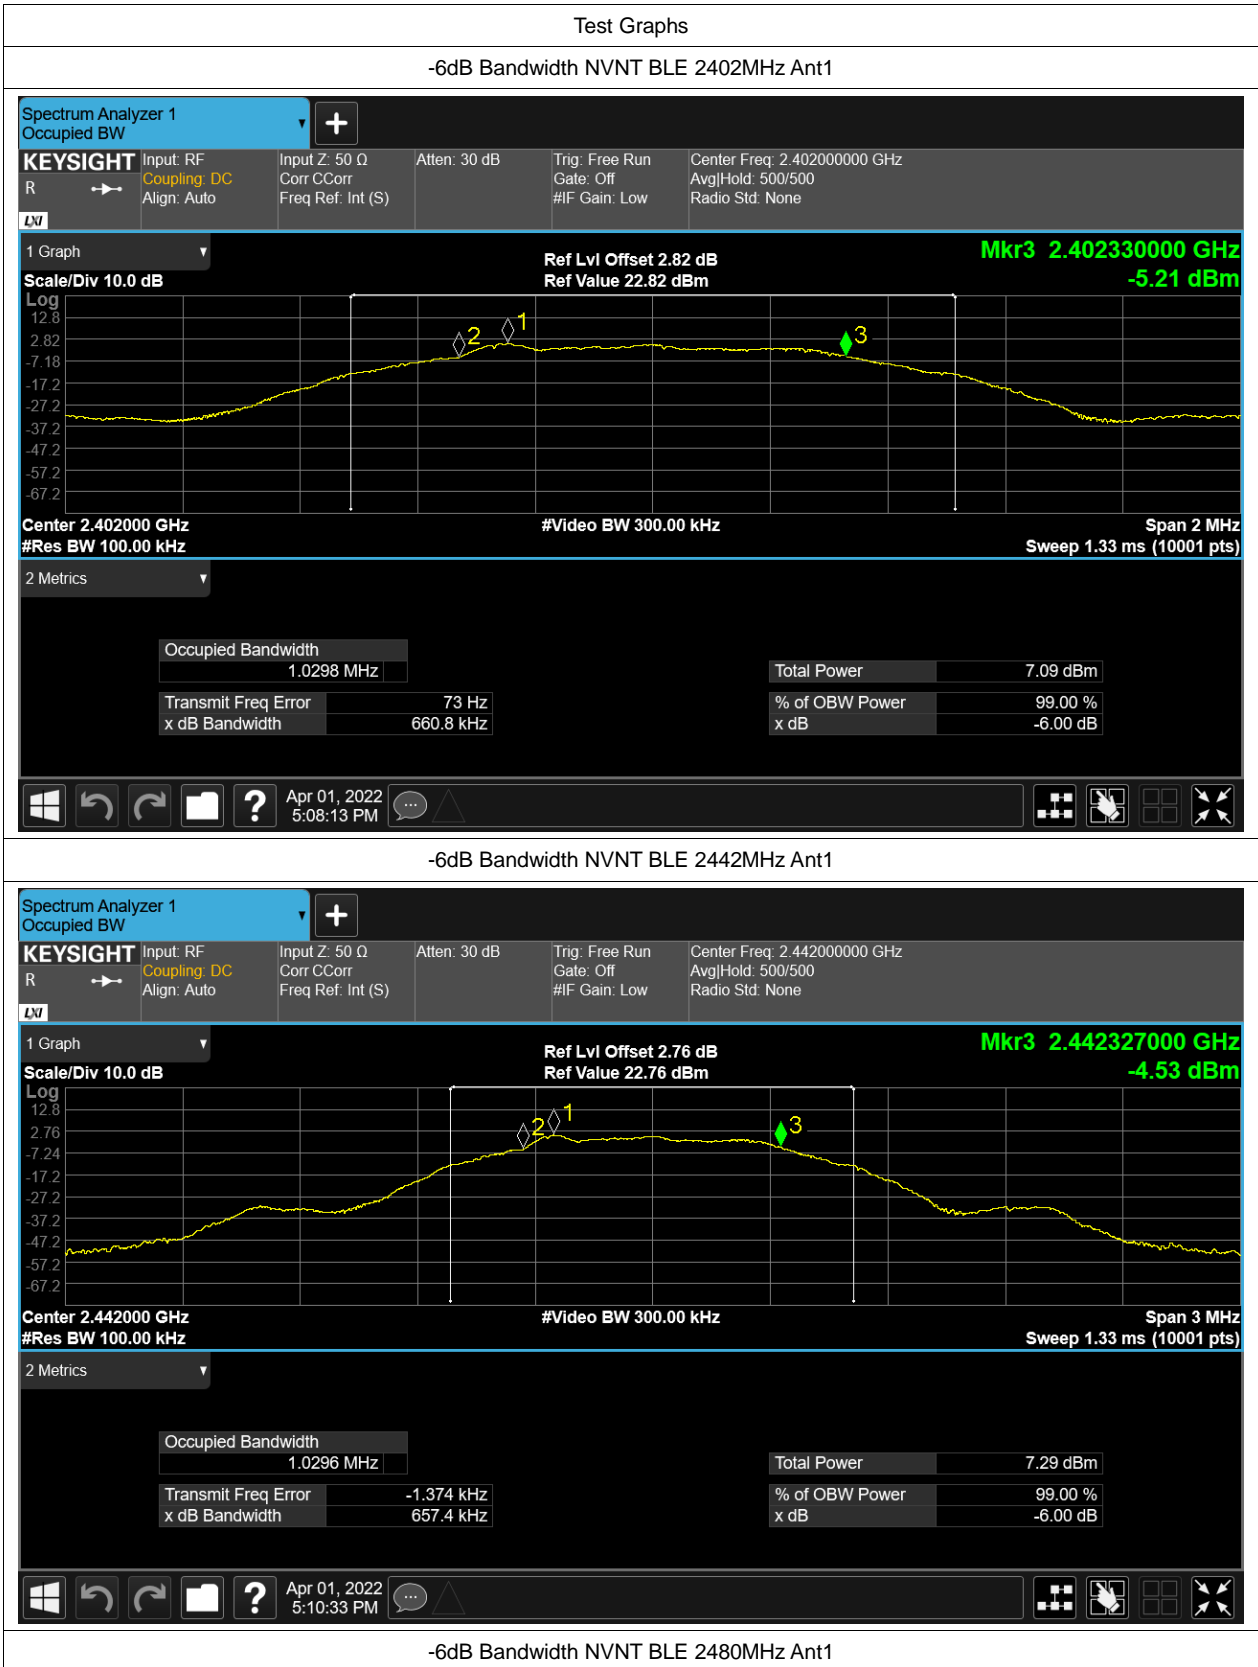 Test Graphs
-6dB Bandwidth NVNT BLE 2402MHz Ant1
Spectrum Analyzer 1
Occupied BW
KEYSIGHT Input: RF Input Z: 50 Ω Atten: 30 dB Trig: Free Run Center Freq: 2.402000000 GHz
R Coupling: DC Corr CCorr Gate: Off Avg|Hold: 500/500
Align: Auto Freq Ref: Int (S) #IF Gain: Low Radio Std: None
LXI
1 Graph Ref Lvl Offset 2.82 dB Mkr3 2.402330000 GHz
Scale/Div 10.0 dB Ref Value 22.82 dBm -5.21 dBm
Log
12.8
2.82
-7.18
-17.2
-27.2
-37.2
-47.2
-57.2
-67.2
2 1 3
Center 2.402000 GHz #Video BW 300.00 kHz Span 2 MHz
#Res BW 100.00 kHz Sweep 1.33 ms (10001 pts)
2 Metrics
Occupied Bandwidth
1.0298 MHz Total Power 7.09 dBm
Transmit Freq Error 73 Hz % of OBW Power 99.00 %
x dB Bandwidth 660.8 kHz x dB -6.00 dB
? Apr 01, 2022
5:08:13 PM
-6dB Bandwidth NVNT BLE 2442MHz Ant1
Spectrum Analyzer 1
Occupied BW
KEYSIGHT Input: RF Input Z: 50 Ω Atten: 30 dB Trig: Free Run Center Freq: 2.442000000 GHz
R Coupling: DC Corr CCorr Gate: Off Avg|Hold: 500/500
Align: Auto Freq Ref: Int (S) #IF Gain: Low Radio Std: None
LXI
1 Graph Ref Lvl Offset 2.76 dB Mkr3 2.442327000 GHz
Scale/Div 10.0 dB Ref Value 22.76 dBm -4.53 dBm
Log
12.8
2.76
-7.24
-17.2
-27.2
-37.2
-47.2
-57.2
-67.2
2 1 3
Center 2.442000 GHz #Video BW 300.00 kHz Span 3 MHz
#Res BW 100.00 kHz Sweep 1.33 ms (10001 pts)
2 Metrics
Occupied Bandwidth
1.0296 MHz Total Power 7.29 dBm
Transmit Freq Error -1.374 kHz % of OBW Power 99.00 %
x dB Bandwidth 657.4 kHz x dB -6.00 dB
? Apr 01, 2022
5:10:33 PM
-6dB Bandwidth NVNT BLE 2480MHz Ant1